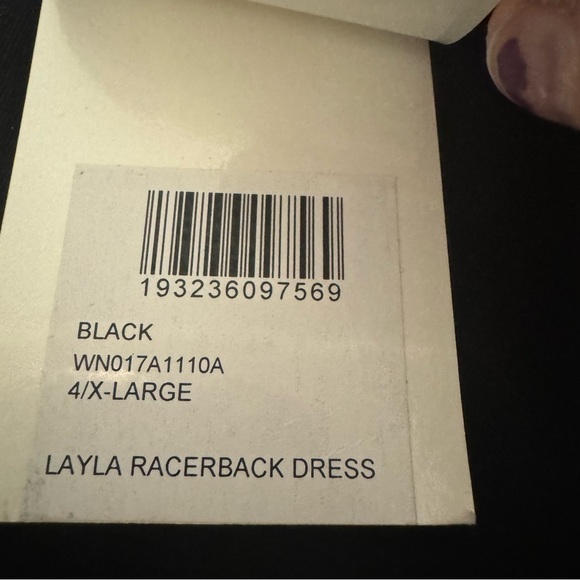 193236097569
BLACK
WN017A1110A
4/X-LARGE
LAYLA RACERBACK DRESS